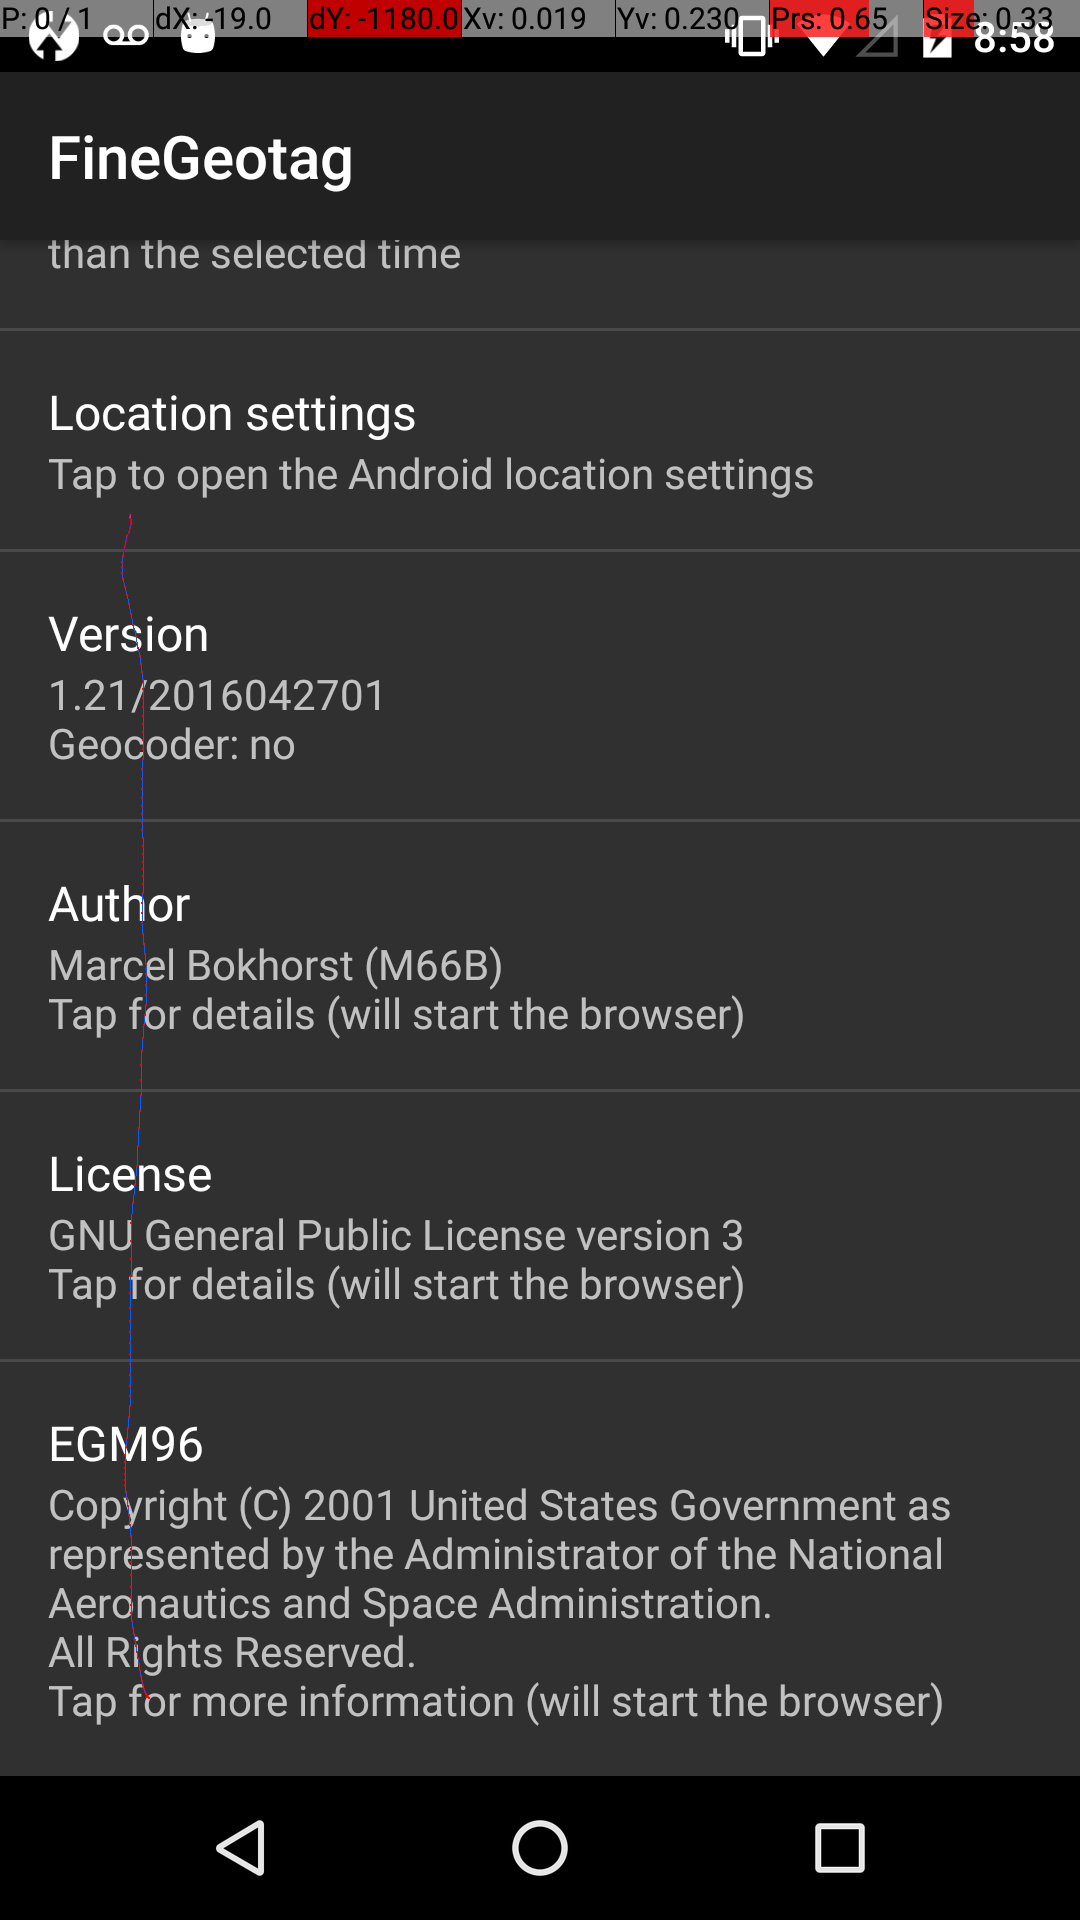 P: 0 / 1 dX: -19.0 dY: -1180.0 Xv: 0.019 Yv: 0.230 Prs: 0.65 Size: 0.33
8:58
FineGeotag
than the selected time
Location settings
Tap to open the Android location settings
Version
1.21/2016042701
Geocoder: no
Author
Marcel Bokhorst (M66B)
Tap for details (will start the browser)
License
GNU General Public License version 3
Tap for details (will start the browser)
EGM96
Copyright (C) 2001 United States Government as
represented by the Administrator of the National
Aeronautics and Space Administration.
All Rights Reserved.
Tap for more information (will start the browser)